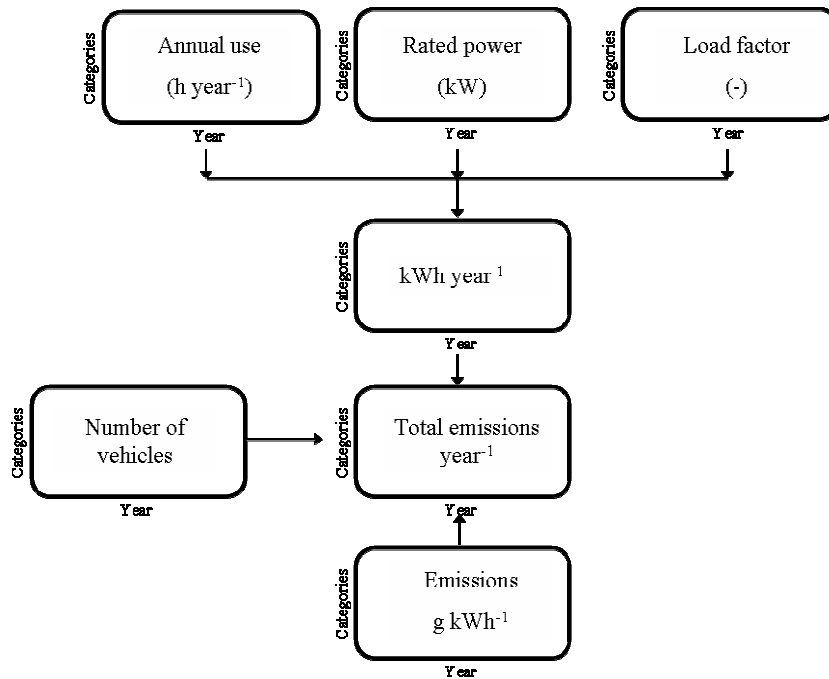 Categories
Annual use
(h year-1)
Year
Categories
Rated power
(kW)
Year
Categories
Load factor
(-)
Year
Categories
kWh year-1
Year
Categories
Number of
vehicles
Year
Categories
Total emissions
year-1
Year
Categories
Emissions
g kWh-1
Year